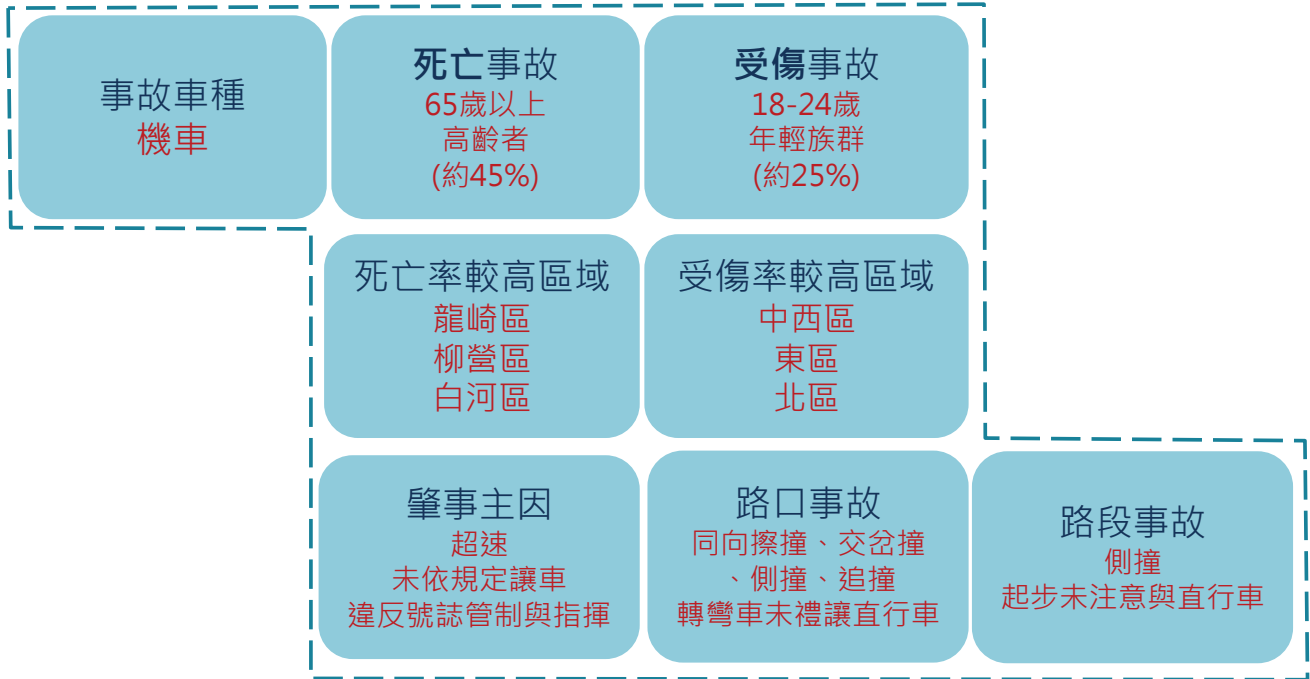 事故車種
機車
死亡事故
65歲以上
高齡者
(約45%)
受傷事故
18-24歲
年輕族群
(約25%)
死亡率較高區域
龍崎區
柳營區
白河區
受傷率較高區域
中西區
東區
北區
肇事主因
超速
未依規定讓車
違反號誌管制與指揮
路口事故
同向擦撞、交岔撞
、側撞、追撞
轉彎車未禮讓直行車
路段事故
側撞
起步未注意與直行車